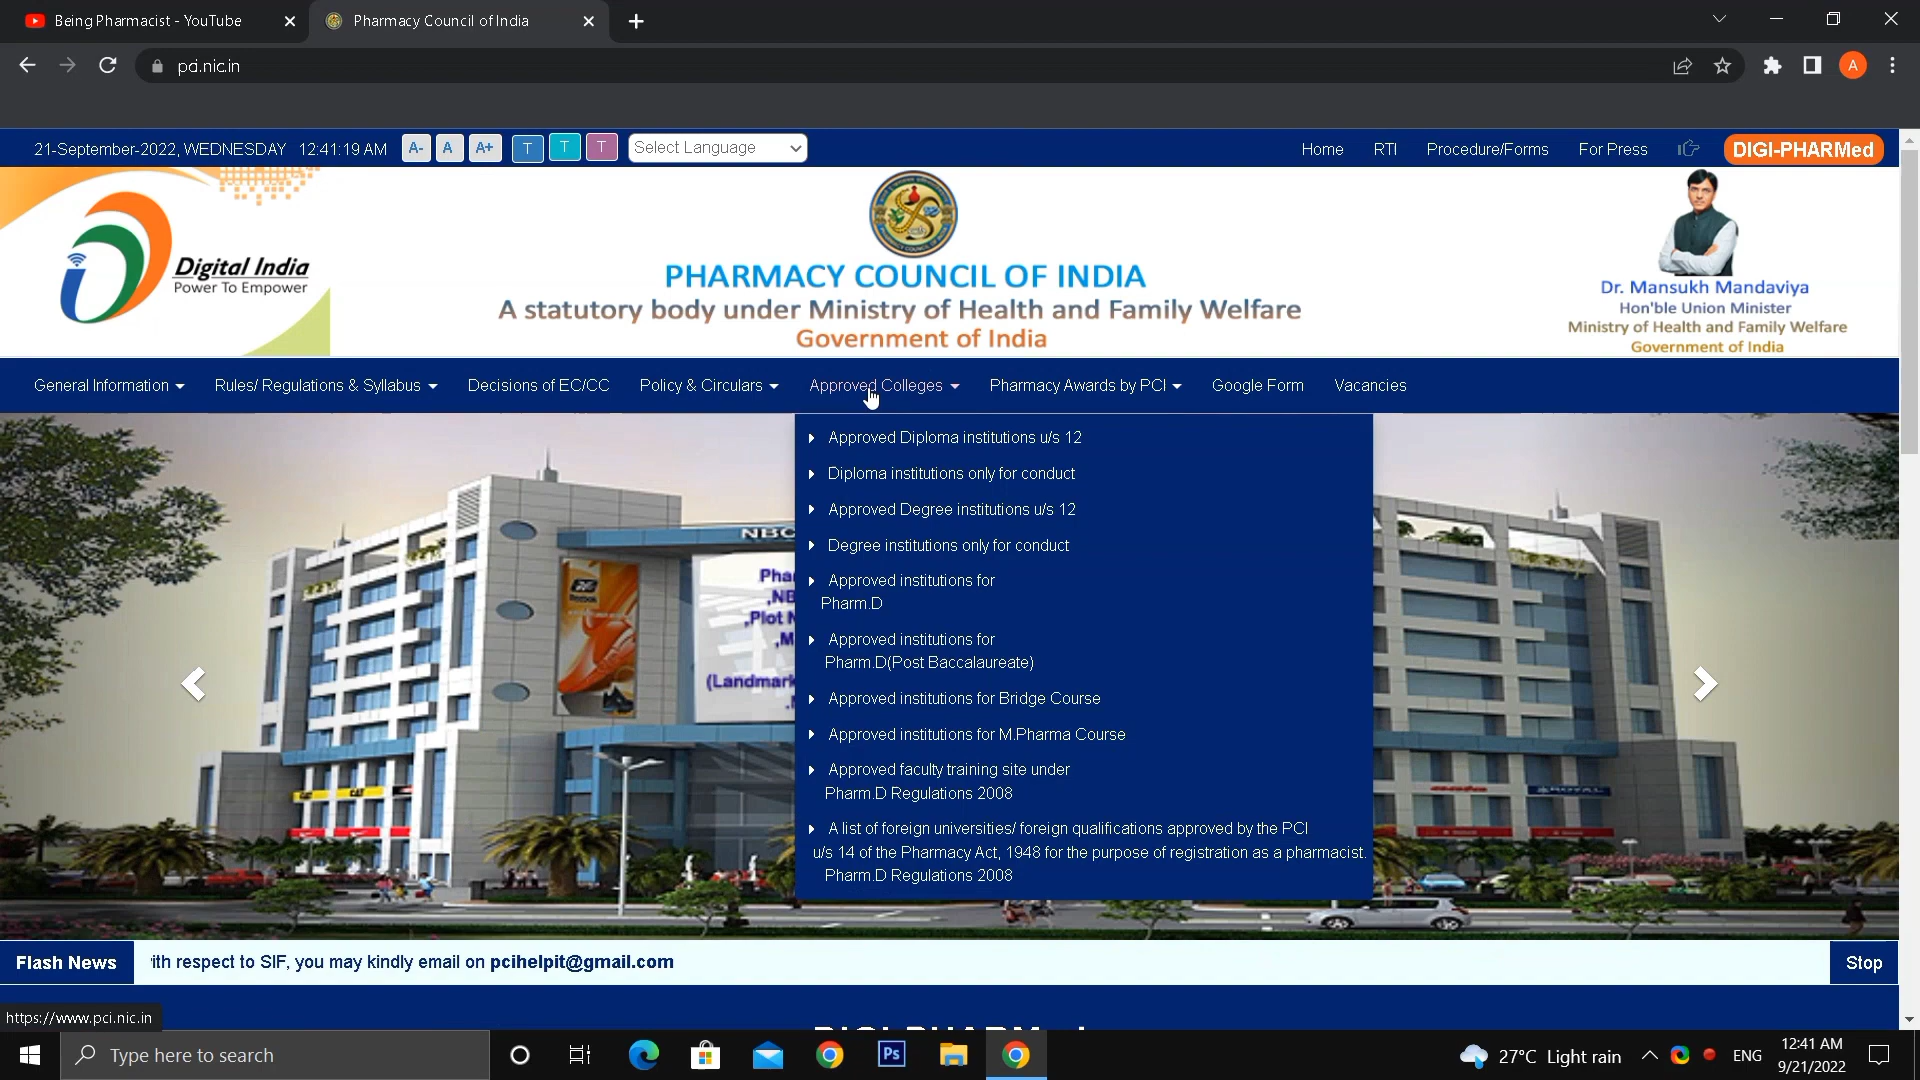 Being Pharmacist - YouTube
Pharmacy Council of India
pci.nic.in
A
21-September-2022, WEDNESDAY 12:41:19 AM
A- A A+ T T T
Select Language
Home RTI Procedure/Forms For Press DIGI-PHARMed
Digital India
Power To Empower
PHARMACY COUNCIL OF INDIA
A statutory body under Ministry of Health and Family Welfare
Government of India
Dr. Mansukh Mandaviya
Hon'ble Union Minister
Ministry of Health and Family Welfare
Government of India
General Information Rules/ Regulations & Syllabus Decisions of EC/CC Policy & Circulars Approved Colleges Pharmacy Awards by PCI Google Form Vacancies
Approved Diploma institutions u/s 12
Diploma institutions only for conduct
Approved Degree institutions u/s 12
Degree institutions only for conduct
Approved institutions for
Pharm.D
Approved institutions for
Pharm.D(Post Baccalaureate)
Approved institutions for Bridge Course
Approved institutions for M.Pharma Course
Approved faculty training site under
Pharm.D Regulations 2008
A list of foreign universities/ foreign qualifications approved by the PCI
u/s 14 of the Pharmacy Act, 1948 for the purpose of registration as a pharmacist.
Pharm.D Regulations 2008
NBC
Pha
,NB
,Plot N
,M
(Landmark
Flash News
ith respect to SIF, you may kindly email on pcihelpit@gmail.com
Stop
https://www.pci.nic.in
DIGI-PHARMed
Type here to search
Ps
27°C Light rain
ENG
12:41 AM
9/21/2022